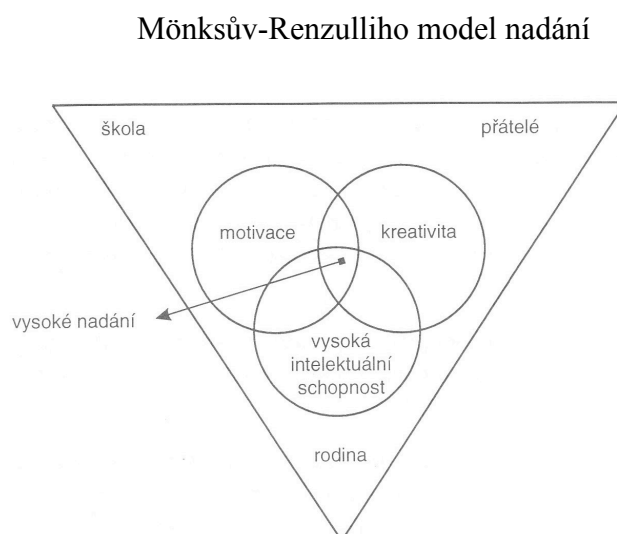 Mönksův-Renzulliho model nadání
škola
přátelé
motivace
kreativita
vysoké nadání
vysoká
intelektuální
schopnost
rodina